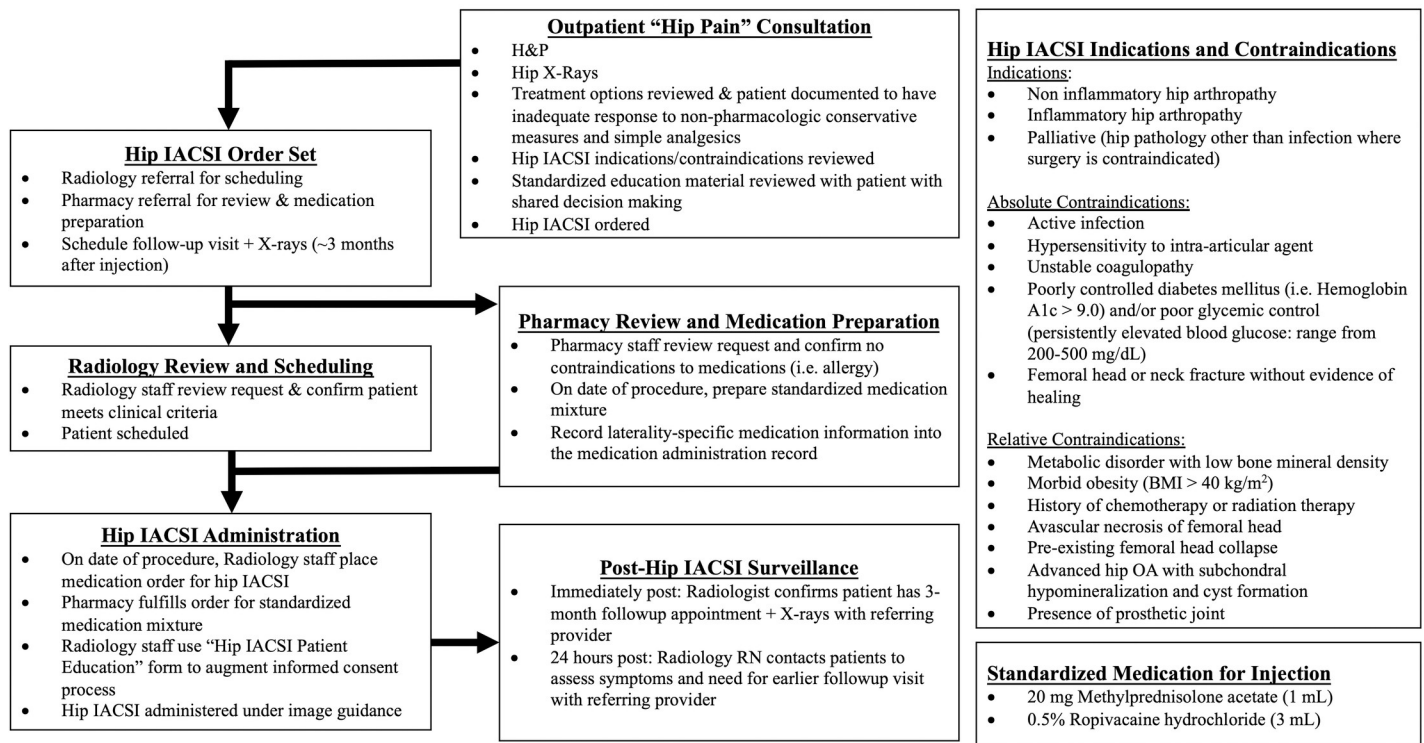 Outpatient “Hip Pain” Consultation
• H&P
• Hip X-Rays
• Treatment options reviewed & patient documented to have
inadequate response to non-pharmacologic conservative
measures and simple analgesics
• Hip IACSI indications/contraindications reviewed
• Standardized education material reviewed with patient with
shared decision making
• Hip IACSI ordered
Hip IACSI Order Set
• Radiology referral for scheduling
• Pharmacy referral for review & medication
preparation
• Schedule follow-up visit + X-rays (~3 months
after injection)
Pharmacy Review and Medication Preparation
• Pharmacy staff review request and confirm no
contraindications to medications (i.e. allergy)
• On date of procedure, prepare standardized medication
mixture
• Record laterality-specific medication information into
the medication administration record
Radiology Review and Scheduling
• Radiology staff review request & confirm patient
meets clinical criteria
• Patient scheduled
Hip IACSI Administration
• On date of procedure, Radiology staff place
medication order for hip IACSI
• Pharmacy fulfills order for standardized
medication mixture
• Radiology staff use “Hip IACSI Patient
Education” form to augment informed consent
process
• Hip IACSI administered under image guidance
Post-Hip IACSI Surveillance
• Immediately post: Radiologist confirms patient has 3-
month followup appointment + X-rays with referring
provider
• 24 hours post: Radiology RN contacts patients to
assess symptoms and need for earlier followup visit
with referring provider
Hip IACSI Indications and Contraindications
Indications:
• Non inflammatory hip arthropathy
• Inflammatory hip arthropathy
• Palliative (hip pathology other than infection where
surgery is contraindicated)
Absolute Contraindications:
• Active infection
• Hypersensitivity to intra-articular agent
• Unstable coagulopathy
• Poorly controlled diabetes mellitus (i.e. Hemoglobin
A1c > 9.0) and/or poor glycemic control
(persistently elevated blood glucose: range from
200-500 mg/dL)
• Femoral head or neck fracture without evidence of
healing
Relative Contraindications:
• Metabolic disorder with low bone mineral density
• Morbid obesity (BMI > 40 kg/m²)
• History of chemotherapy or radiation therapy
• Avascular necrosis of femoral head
• Pre-existing femoral head collapse
• Advanced hip OA with subchondral
hypomineralization and cyst formation
• Presence of prosthetic joint
Standardized Medication for Injection
• 20 mg Methylprednisolone acetate (1 mL)
• 0.5% Ropivacaine hydrochloride (3 mL)